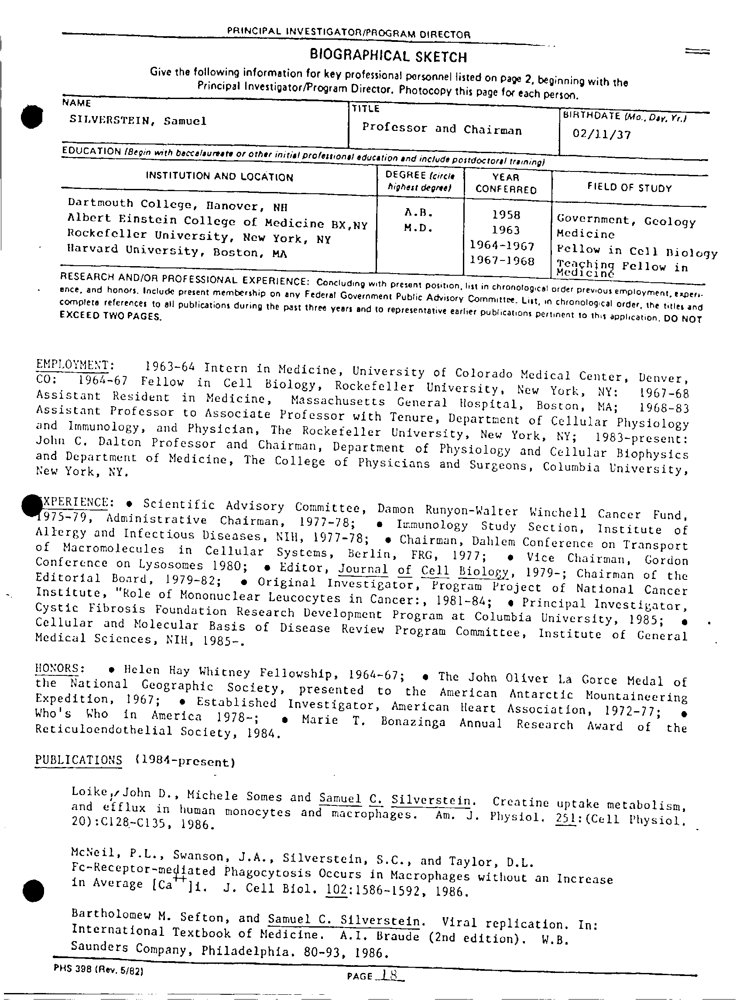 PRINCIPAL INVESTIGATOR/PROGRAM DIRECTOR
BIOGRAPHICAL SKETCH
Give the following information for key professional personnel listed on page 2, beginning with the
Principal Investigator/Program Director. Photocopy this page for each person.
NAME
SILVERSTEIN, Samuel
TITLE
Professor and Chairman
BIRTHDATE (Mo., Day, Yr.)
02/11/37
EDUCATION (Begin with baccalaureate or other initial professional education and include postdoctoral training)
INSTITUTION AND LOCATION
DEGREE (circle highest degree)
YEAR CONFERRED
FIELD OF STUDY
Dartmouth College, Hanover, NH A.B. 1958 Government, Geology
Albert Einstein College of Medicine BX,NY M.D. 1963 Medicine
Rockefeller University, New York, NY 1964-1967 Fellow in Cell Biology
Harvard University, Boston, MA 1967-1968 Teaching Fellow in
Medicine
RESEARCH AND/OR PROFESSIONAL EXPERIENCE: Concluding with present position, list in chronological order previous employment, experi-
ence, and honors. Include present membership on any Federal Government Public Advisory Committee. List, in chronological order, the titles and
complete references to all publications during the past three years and to representative earlier publications pertinent to this application. DO NOT
EXCEED TWO PAGES.
EMPLOYMENT: 1963-64 Intern in Medicine, University of Colorado Medical Center, Denver,
CO: 1964-67 Fellow in Cell Biology, Rockefeller University, New York, NY: 1967-68
Assistant Resident in Medicine, Massachusetts General Hospital, Boston, MA; 1968-83
Assistant Professor to Associate Professor with Tenure, Department of Cellular Physiology
and Immunology, and Physician, The Rockefeller University, New York, NY; 1983-present:
John C. Dalton Professor and Chairman, Department of Physiology and Cellular Biophysics
and Department of Medicine, The College of Physicians and Surgeons, Columbia University,
New York, NY.
EXPERIENCE: • Scientific Advisory Committee, Damon Runyon-Walter Winchell Cancer Fund,
1975-79, Administrative Chairman, 1977-78; • Immunology Study Section, Institute of
Allergy and Infectious Diseases, NIH, 1977-78; • Chairman, Dahlem Conference on Transport
of Macromolecules in Cellular Systems, Berlin, FRG, 1977; • Vice Chairman, Gordon
Conference on Lysosomes 1980; • Editor, Journal of Cell Biology, 1979-; Chairman of the
Editorial Board, 1979-82; • Original Investigator, Program Project of National Cancer
Institute, "Role of Mononuclear Leucocytes in Cancer:, 1981-84; • Principal Investigator,
Cystic Fibrosis Foundation Research Development Program at Columbia University, 1985; •
Cellular and Molecular Basis of Disease Review Program Committee, Institute of General
Medical Sciences, NIH, 1985-.
HONORS: • Helen Hay Whitney Fellowship, 1964-67; • The John Oliver La Gorce Medal of
the National Geographic Society, presented to the American Antarctic Mountaineering
Expedition, 1967; • Established Investigator, American Heart Association, 1972-77; •
Who's Who in America 1978-; • Marie T. Bonazinga Annual Research Award of the
Reticuloendothelial Society, 1984.
PUBLICATIONS (1984-present)
Loike, John D., Michele Somes and Samuel C. Silverstein. Creatine uptake metabolism,
and efflux in human monocytes and macrophages. Am. J. Physiol. 251:(Cell Physiol.
20):C128-C135, 1986.
McNeil, P.L., Swanson, J.A., Silverstein, S.C., and Taylor, D.L.
Fc-Receptor-mediated Phagocytosis Occurs in Macrophages without an Increase
in Average [Ca++]i. J. Cell Biol. 102:1586-1592, 1986.
Bartholomew M. Sefton, and Samuel C. Silverstein. Viral replication. In:
International Textbook of Medicine. A.I. Braude (2nd edition). W.B.
Saunders Company, Philadelphia. 80-93, 1986.
PHS 398 (Rev. 5/82)
PAGE 18